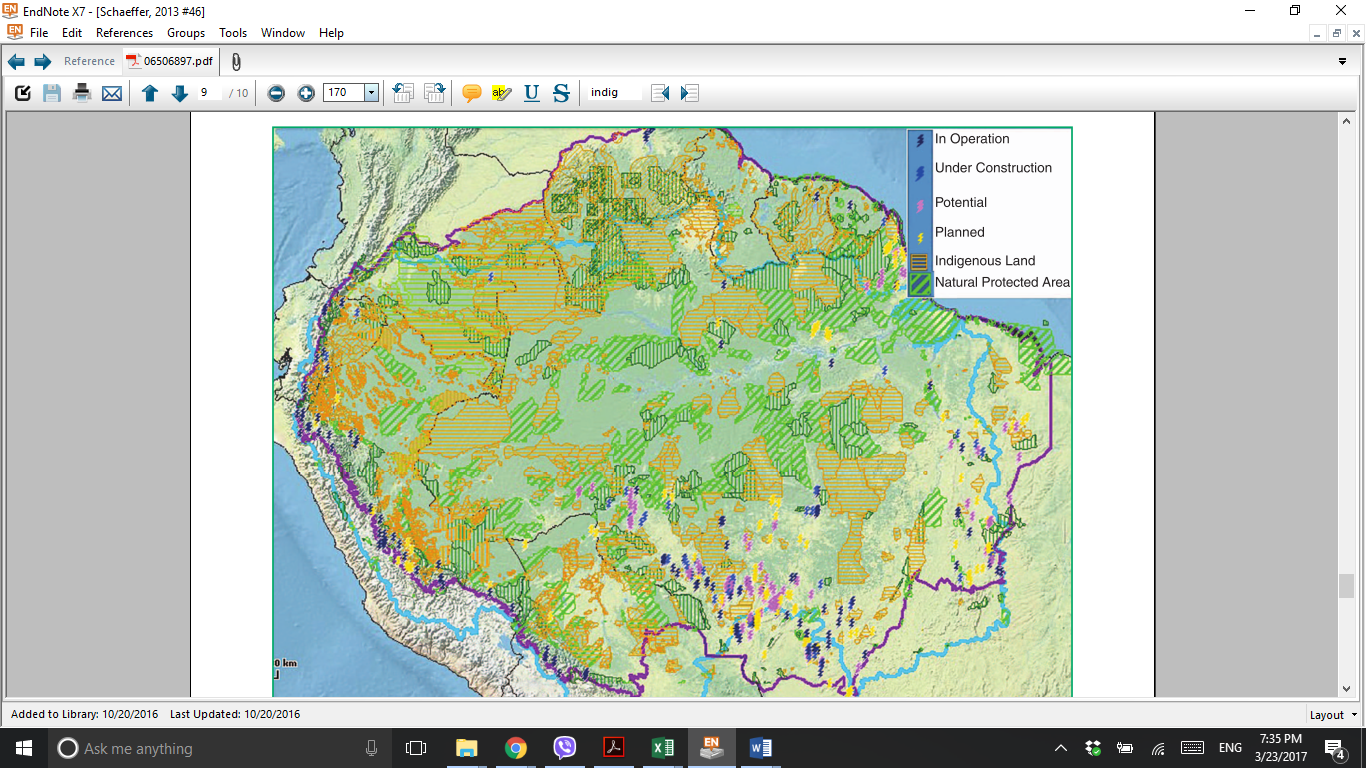 EndNote X7 - [Schaeffer, 2013 #46]
File Edit References Groups Tools Window Help
Reference 06506897.pdf
9 / 10 170 ab U S indig
In Operation
Under Construction
Potential
Planned
Indigenous Land
Natural Protected Area
0 km
Added to Library: 10/20/2016 Last Updated: 10/20/2016
Layout
Ask me anything
ENG
7:35 PM
3/23/2017
4